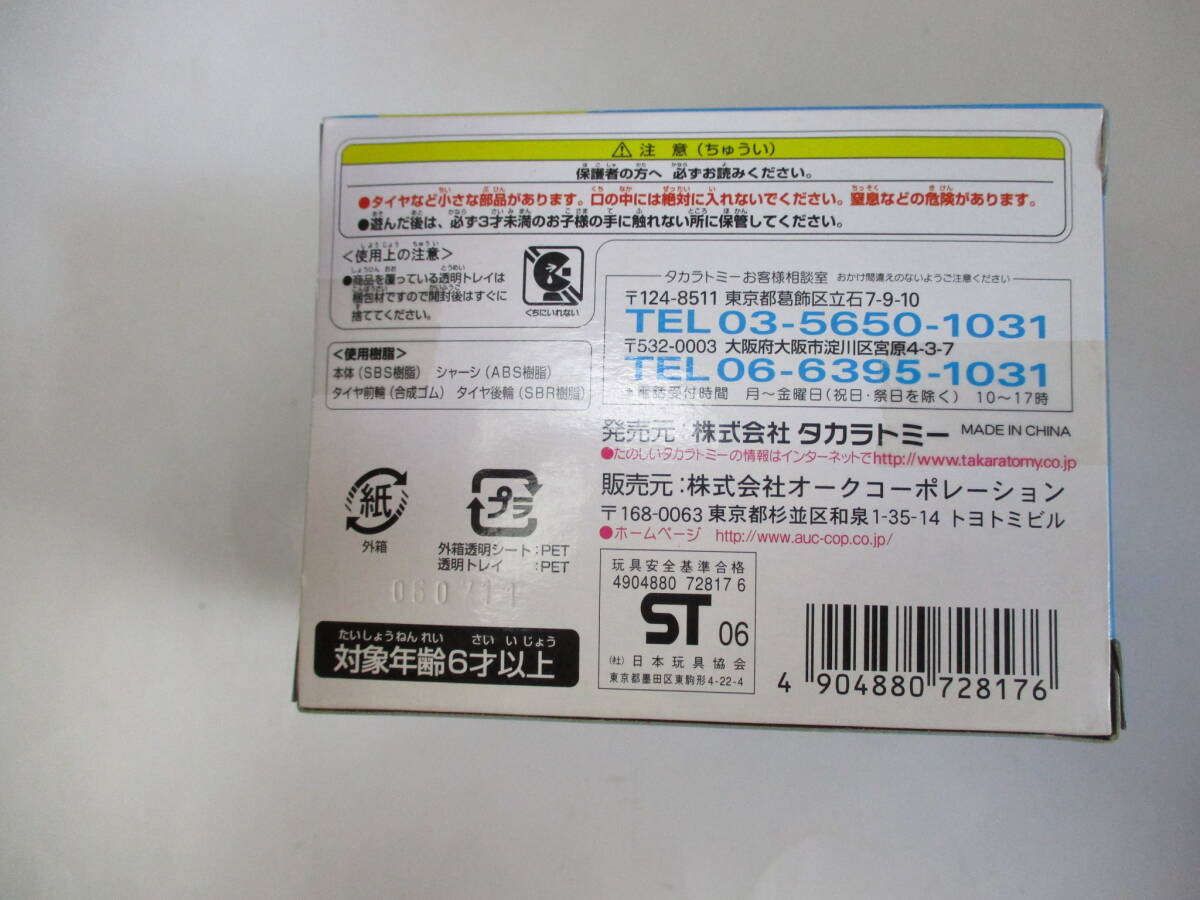 注意（ちゅうい）
保護者の方へ 必ずお読みください。
●タイヤなど小さな部品があります。口の中には絶対に入れないでください。窒息などの危険があります。
●遊んだ後は、必ず3才未満のお子様の手に触れない所に保管してください。
＜使用上の注意＞
●商品を覆っている透明トレイは
梱包材ですので開封後はすぐに
捨ててください。
くちにいれない
＜使用樹脂＞
本体（SBS樹脂） シャーシ（ABS樹脂）
タイヤ前輪（合成ゴム） タイヤ後輪（SBR樹脂）
タカラトミーお客様相談室 おかけ間違えのないようご注意ください
〒124-8511 東京都葛飾区立石7-9-10
TEL 03-5650-1031
〒532-0003 大阪府大阪市淀川区宮原4-3-7
TEL 06-6395-1031
電話受付時間 月〜金曜日（祝日・祭日を除く） 10〜17時
発売元：株式会社 タカラトミー MADE IN CHINA
●たのしいタカラトミーの情報はインターネットでhttp://www.takaratomy.co.jp
販売元：株式会社オークコーポレーション
〒168-0063 東京都杉並区和泉1-35-14 トヨトミビル
●ホームページ http://www.auc-cop.co.jp/
紙
外箱
プラ
外箱透明シート：PET
透明トレイ ：PET
060711
たいしょうねんれい さい いじょう
対象年齢6才以上
玩具安全基準合格
4904880 72817 6
ST 06
（社）日本玩具協会
東京都墨田区東駒形4-22-4
4 904880 728176